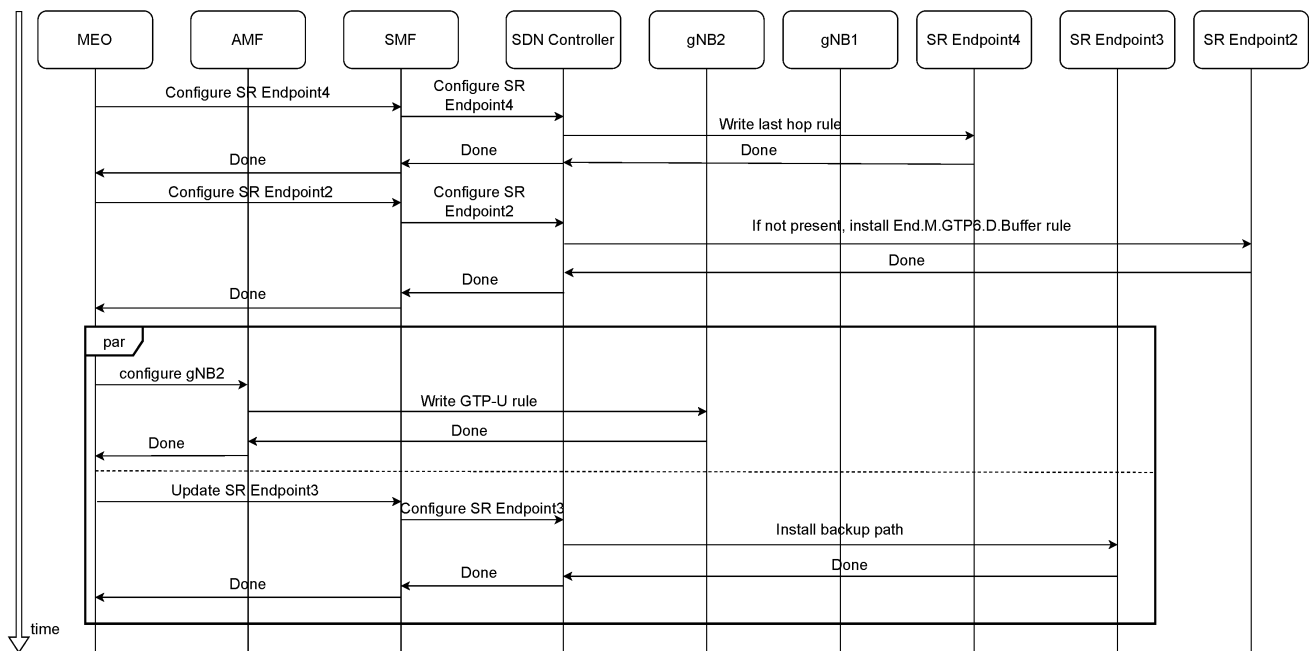 MEO
AMF
SMF
SDN Controller
gNB2
gNB1
SR Endpoint4
SR Endpoint3
SR Endpoint2
Configure SR Endpoint4
Configure SR
Endpoint4
Write last hop rule
Done
Done
Done
Configure SR Endpoint2
Configure SR
Endpoint2
If not present, install End.M.GTP6.D.Buffer rule
Done
Done
Done
par
configure gNB2
Write GTP-U rule
Done
Done
Update SR Endpoint3
Configure SR Endpoint3
Install backup path
Done
Done
Done
time